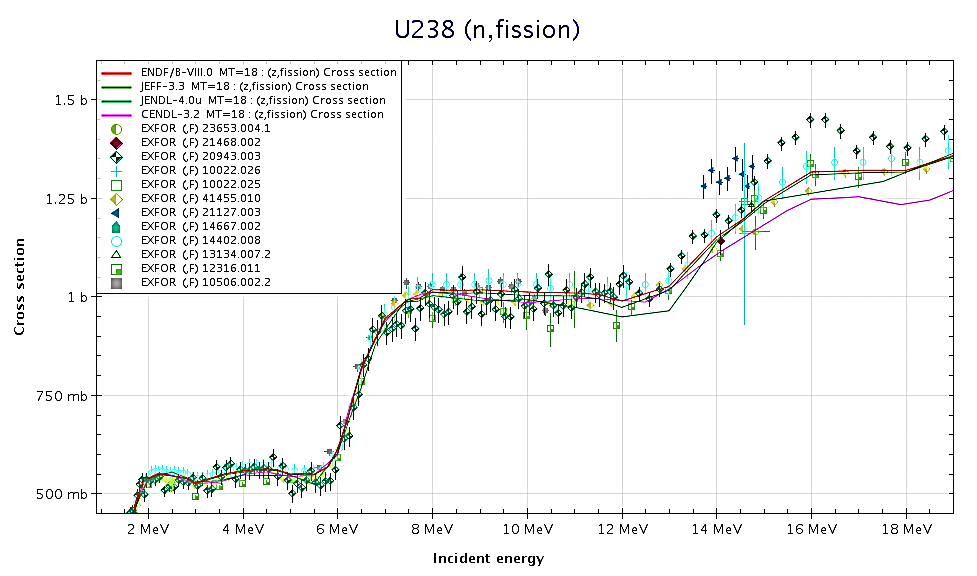 U238 (n,fission)
ENDF/B-VIII.0 MT=18 : (z,fission) Cross section
JEFF-3.3 MT=18 : (z,fission) Cross section
JENDL-4.0u MT=18 : (z,fission) Cross section
CENDL-3.2 MT=18 : (z,fission) Cross section
EXFOR (,F) 23653.004.1
EXFOR (,F) 21468.002
EXFOR (,F) 20943.003
EXFOR (,F) 10022.026
EXFOR (,F) 10022.025
EXFOR (,F) 41455.010
EXFOR (,F) 21127.003
EXFOR (,F) 14667.002
EXFOR (,F) 14402.008
EXFOR (,F) 13134.007.2
EXFOR (,F) 12316.011
EXFOR (,F) 10506.002.2
1.5 b
1.25 b
1 b
750 mb
500 mb
Cross section
2 MeV 4 MeV 6 MeV 8 MeV 10 MeV 12 MeV 14 MeV 16 MeV 18 MeV
Incident energy